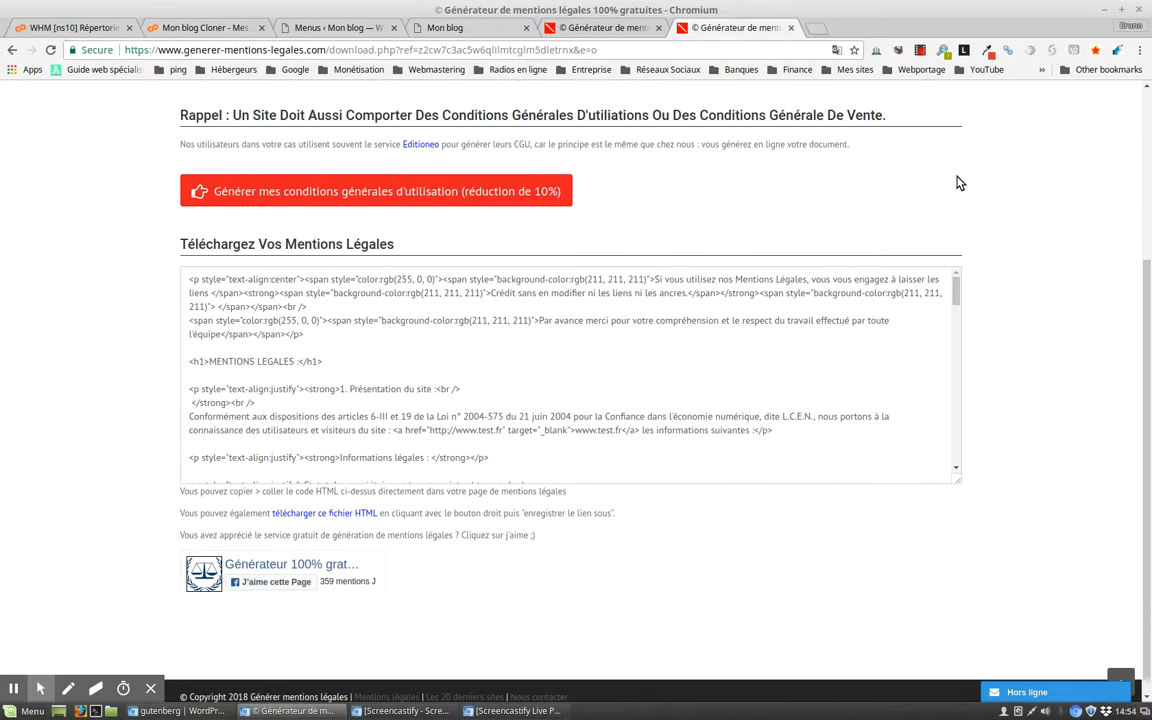 © Générateur de mentions légales 100% gratuites - Chromium
WHM [ns10] Répertorie
Mon blog Cloner - Mes
Menus ‹ Mon blog — W
Mon blog
© Générateur de ment
© Générateur de ment
Bruno
Secure
https://www.generer-mentions-legales.com/download.php?ref=z2cw7c3ac5w6qlilmtcglm5dletrnx&e=o
Apps
Guide web spécialis
ping
Hébergeurs
Google
Monétisation
Webmastering
Radios en ligne
Entreprise
Réseaux Sociaux
Banques
Finance
Mes sites
Webportage
YouTube
»
Other bookmarks
Rappel : Un Site Doit Aussi Comporter Des Conditions Générales D'utiliations Ou Des Conditions Générale De Vente.
Nos utilisateurs dans votre cas utilisent souvent le service Editioneo pour générer leurs CGU, car le principe est le même que chez nous : vous générez en ligne votre document.
Générer mes conditions générales d'utilisation (réduction de 10%)
Téléchargez Vos Mentions Légales
<p style="text-align:center"><span style="color:rgb(255, 0, 0)"><span style="background-color:rgb(211, 211, 211)">Si vous utilisez nos Mentions Légales, vous vous engagez à laisser les
liens </span><strong><span style="background-color:rgb(211, 211, 211)">Crédit sans en modifier ni les liens ni les ancres.</span></strong><span style="background-color:rgb(211, 211,
211)"> </span></span><br />
<span style="color:rgb(255, 0, 0)"><span style="background-color:rgb(211, 211, 211)">Par avance merci pour votre compréhension et le respect du travail effectué par toute
l'équipe</span></span></p>
<h1>MENTIONS LEGALES :</h1>
<p style="text-align:justify"><strong>1. Présentation du site :<br />
</strong><br />
Conformément aux dispositions des articles 6-III et 19 de la Loi n° 2004-575 du 21 juin 2004 pour la Confiance dans l'économie numérique, dite L.C.E.N., nous portons à la
connaissance des utilisateurs et visiteurs du site : <a href="http://www.test.fr" target="_blank">www.test.fr</a> les informations suivantes :</p>
<p style="text-align:justify"><strong>Informations légales : </strong></p>
Vous pouvez copier > coller le code HTML ci-dessus directement dans votre page de mentions légales
Vous pouvez également télécharger ce fichier HTML en cliquant avec le bouton droit puis "enregistrer le lien sous".
Vous avez apprécié le service gratuit de génération de mentions légales ? Cliquez sur j'aime ;)
Générateur 100% grat…
J'aime cette Page
359 mentions J
© Copyright 2018 Générer mentions légales | Mentions légales | Les 20 derniers sites | Nous contacter
Hors ligne
Menu
gutenberg | WordPr...
© Générateur de m...
[Screencastify - Scre...
[Screencastify Live P...
14:54